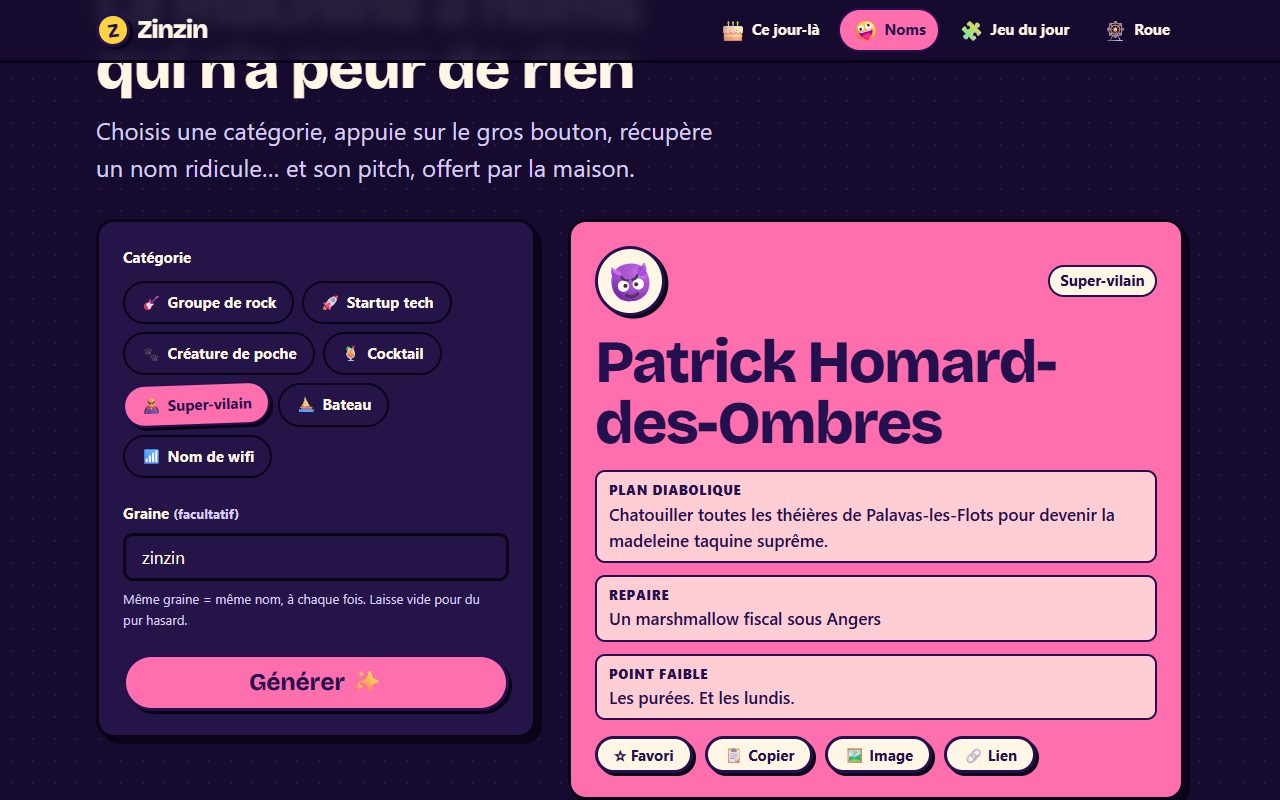 Zinzin
Ce jour-là
Noms
Jeu du jour
Roue
qui n'a peur de rien
Choisis une catégorie, appuie sur le gros bouton, récupère
un nom ridicule… et son pitch, offert par la maison.
Catégorie
Groupe de rock
Startup tech
Créature de poche
Cocktail
Super-vilain
Bateau
Nom de wifi
Graine (facultatif)
zinzin
Même graine = même nom, à chaque fois. Laisse vide pour du
pur hasard.
Générer
Super-vilain
Patrick Homard-
des-Ombres
PLAN DIABOLIQUE
Chatouiller toutes les théières de Palavas-les-Flots pour devenir la
madeleine taquine suprême.
REPAIRE
Un marshmallow fiscal sous Angers
POINT FAIBLE
Les purées. Et les lundis.
☆ Favori
Copier
Image
Lien